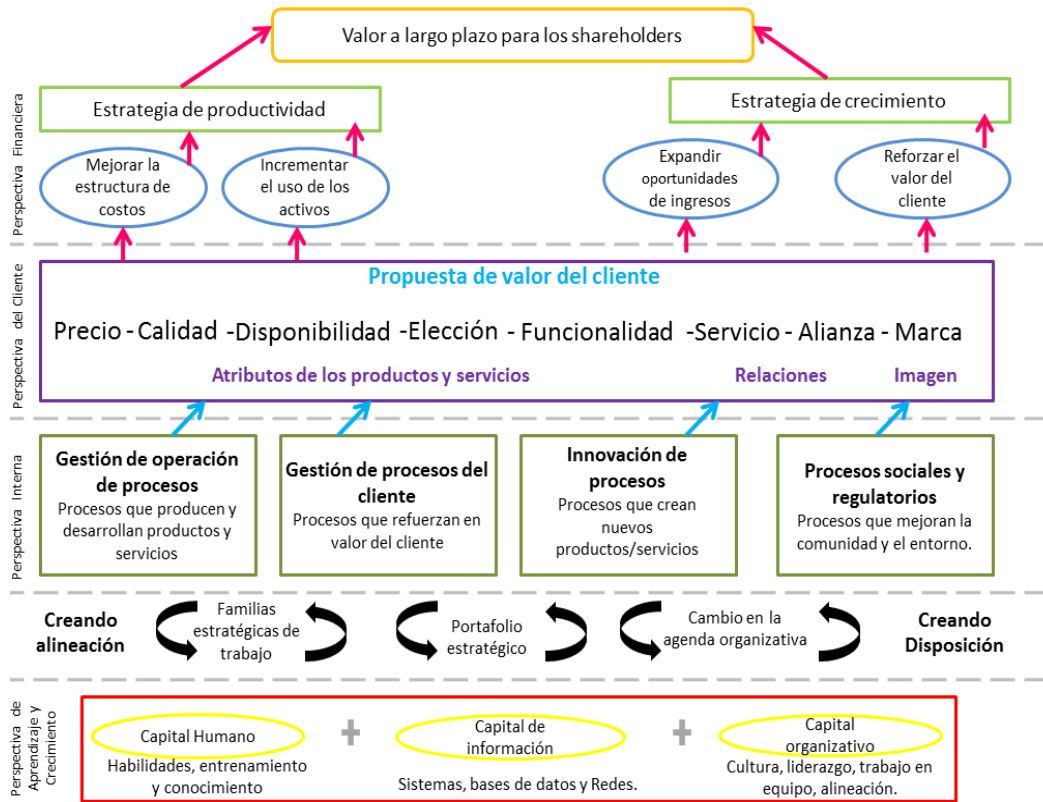 Valor a largo plazo para los shareholders
Perspectiva Financiera
Estrategia de productividad
Estrategia de crecimiento
Mejorar la
estructura de
costos
Incrementar
el uso de los
activos
Expandir
oportunidades
de ingresos
Reforzar el
valor del
cliente
Perspectiva del Cliente
Propuesta de valor del cliente
Precio - Calidad -Disponibilidad -Elección - Funcionalidad -Servicio - Alianza - Marca
Atributos de los productos y servicios Relaciones Imagen
Perspectiva Interna
Gestión de operación
de procesos
Procesos que producen y
desarrollan productos y
servicios
Gestión de procesos del
cliente
Procesos que refuerzan en
valor del cliente
Innovación de
procesos
Procesos que crean
nuevos
productos/servicios
Procesos sociales y
regulatorios
Procesos que mejoran la
comunidad y el entorno.
Creando
alineación
Familias
estratégicas de
trabajo
Portafolio
estratégico
Cambio en la
agenda organizativa
Creando
Disposición
Perspectiva de
Aprendizaje y
Crecimiento
Capital Humano
Habilidades, entrenamiento
y conocimiento
+
Capital de
información
Sistemas, bases de datos y Redes.
+
Capital
organizativo
Cultura, liderazgo, trabajo en
equipo, alineación.